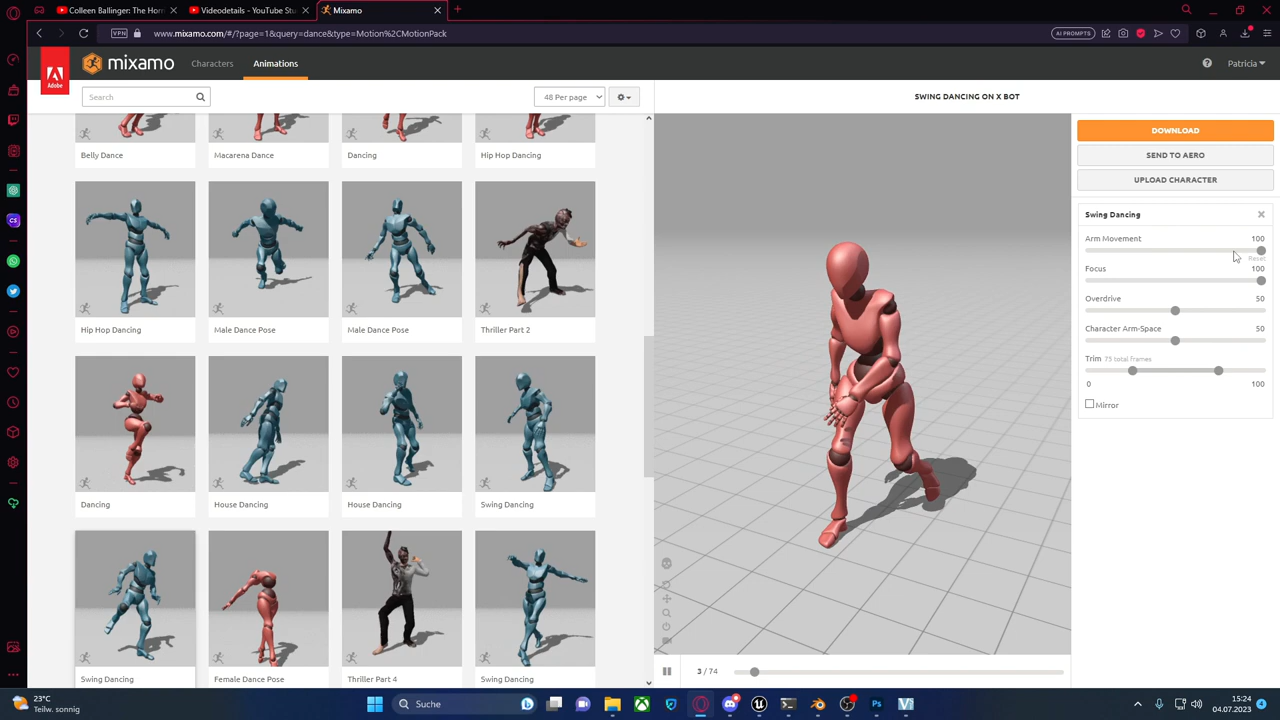 Colleen Ballinger: The Horr
Videodetails - YouTube Stu
Mixamo
VPN
www.mixamo.com/#/?page=1&query=dance&type=Motion%2CMotionPack
AI PROMPTS
Adobe
mixamo
Characters
Animations
Patricia
Search
48 Per page
SWING DANCING ON X BOT
Belly Dance
Macarena Dance
Dancing
Hip Hop Dancing
Hip Hop Dancing
Male Dance Pose
Male Dance Pose
Thriller Part 2
Dancing
House Dancing
House Dancing
Swing Dancing
Swing Dancing
Female Dance Pose
Thriller Part 4
Swing Dancing
3 / 74
DOWNLOAD
SEND TO AERO
UPLOAD CHARACTER
Swing Dancing
Arm Movement 100
Reset
Focus 100
Overdrive 50
Character Arm-Space 50
Trim 75 total frames
0 100
Mirror
23°C
Teilw. sonnig
Suche
15:24
04.07.2023